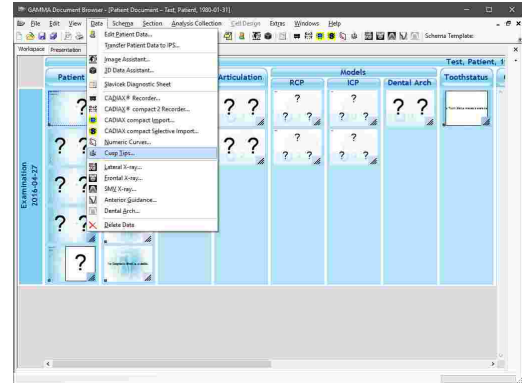 GAMMA Document Browser - [Patient Document - Test, Patient, 1980-01-31]
File Edit View Data Schema Section Analysis Collection Cell Design Extras Windows Help
Schema Template:
Workspace Presentation
Edit Patient Data...
Transfer Patient Data to IPS...
Image Assistant...
3D Date Assistant...
Slavicek Diagnostic Sheet
CADIAX® Recorder...
CADIAX® compact 2 Recorder...
CADIAX compact Import...
CADIAX compact Selective Import...
Numeric Curves...
Cusp Tips...
Lateral X-ray...
Frontal X-ray...
SMV X-ray...
Anterior Guidance...
Dental Arch...
Delete Data
Test, Patient, 1
Patient
Articulation
Models
RCP
ICP
Dental Arch
Toothstatus
Examination
2016-04-27
? ? ? ? ? ? ? ? ? ? ?
? ? ? ? ? ? ? ?
? ?
? ?
?